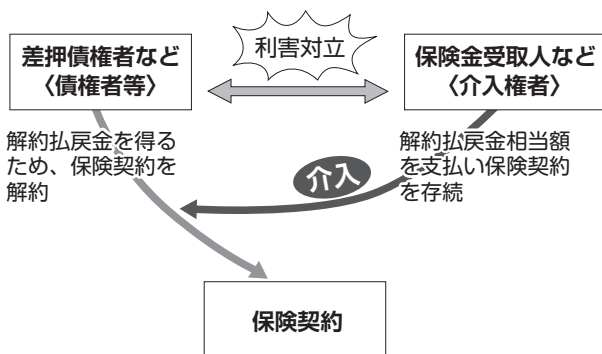 差押債権者など
〈債権者等〉
利害対立
保険金受取人など
〈介入権者〉
解約払戻金を得る
ため、保険契約を
解約
解約払戻金相当額
を支払い保険契約
を存続
介入
保険契約